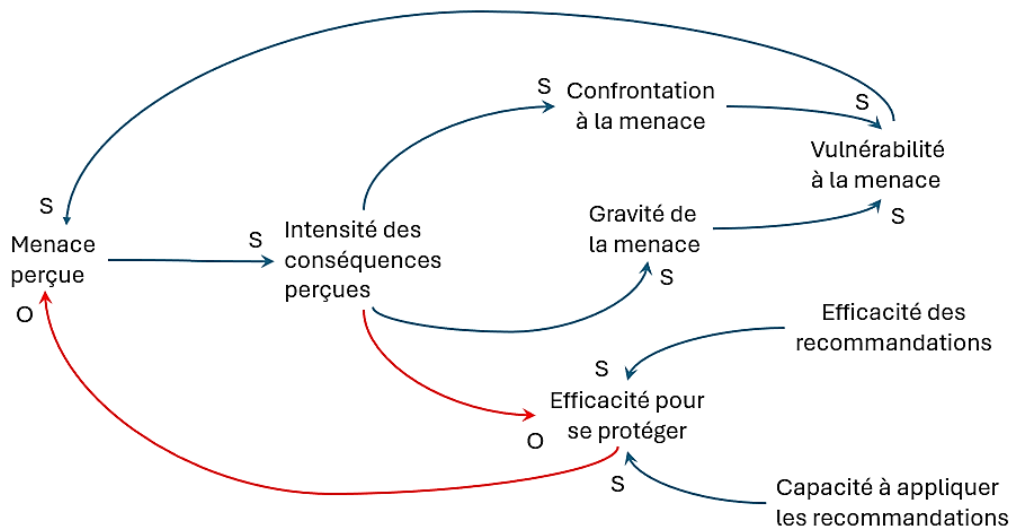 S
Confrontation
à la menace
S
Vulnérabilité
à la menace
S
Menace
perçue
S
Intensité des
conséquences
perçues
Gravité de
la menace
S
S
O
Efficacité des
recommandations
S
Efficacité pour
se protéger
O
S
Capacité à appliquer
les recommandations